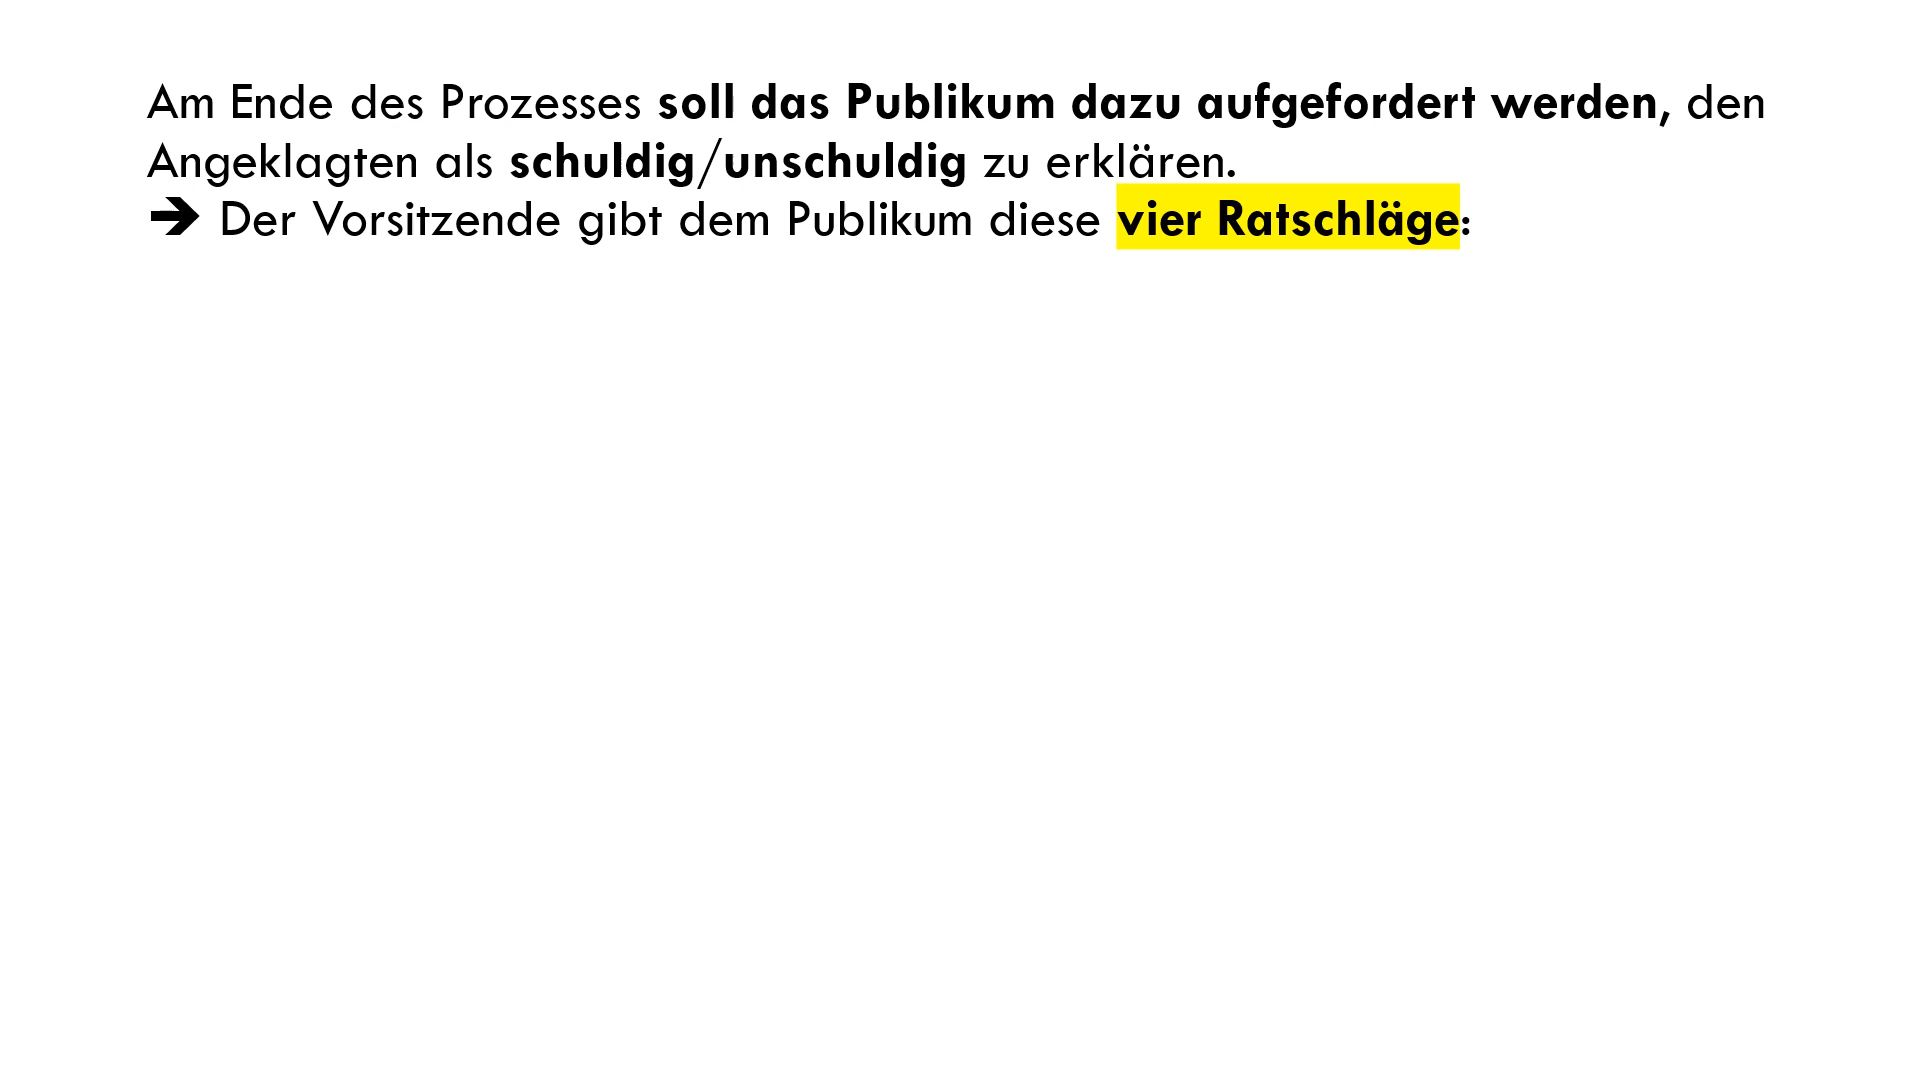 Am Ende des Prozesses soll das Publikum dazu aufgefordert werden, den
Angeklagten als schuldig/unschuldig zu erklären.
➔ Der Vorsitzende gibt dem Publikum diese vier Ratschläge: